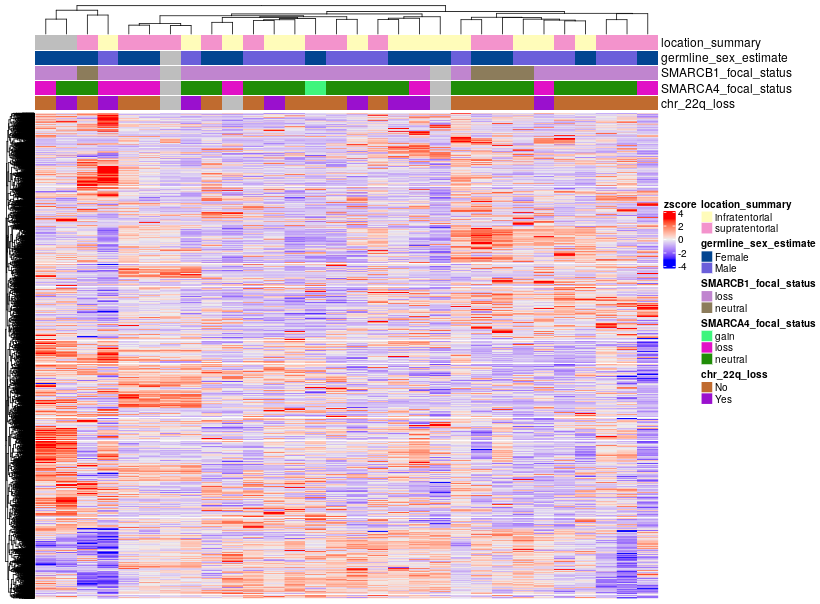 location_summary
germline_sex_estimate
SMARCB1_focal_status
SMARCA4_focal_status
chr_22q_loss
zscore
4
2
0
-2
-4
location_summary
infratentorial
supratentorial
germline_sex_estimate
Female
Male
SMARCB1_focal_status
loss
neutral
SMARCA4_focal_status
gain
loss
neutral
chr_22q_loss
No
Yes